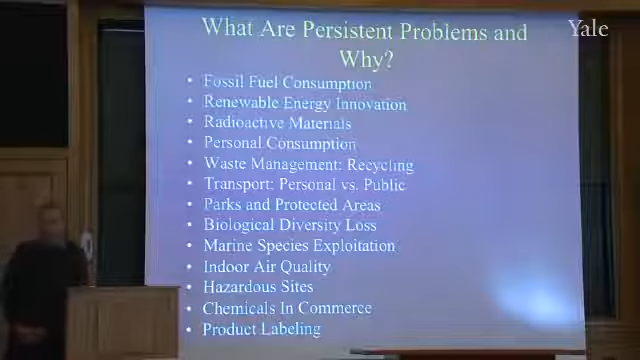 What Are Persistent Problems and
Why?
Yale
• Fossil Fuel Consumption
• Renewable Energy Innovation
• Radioactive Materials
• Personal Consumption
• Waste Management: Recycling
• Transport: Personal vs. Public
• Parks and Protected Areas
• Biological Diversity Loss
• Marine Species Exploitation
• Indoor Air Quality
• Hazardous Sites
• Chemicals In Commerce
• Product Labeling